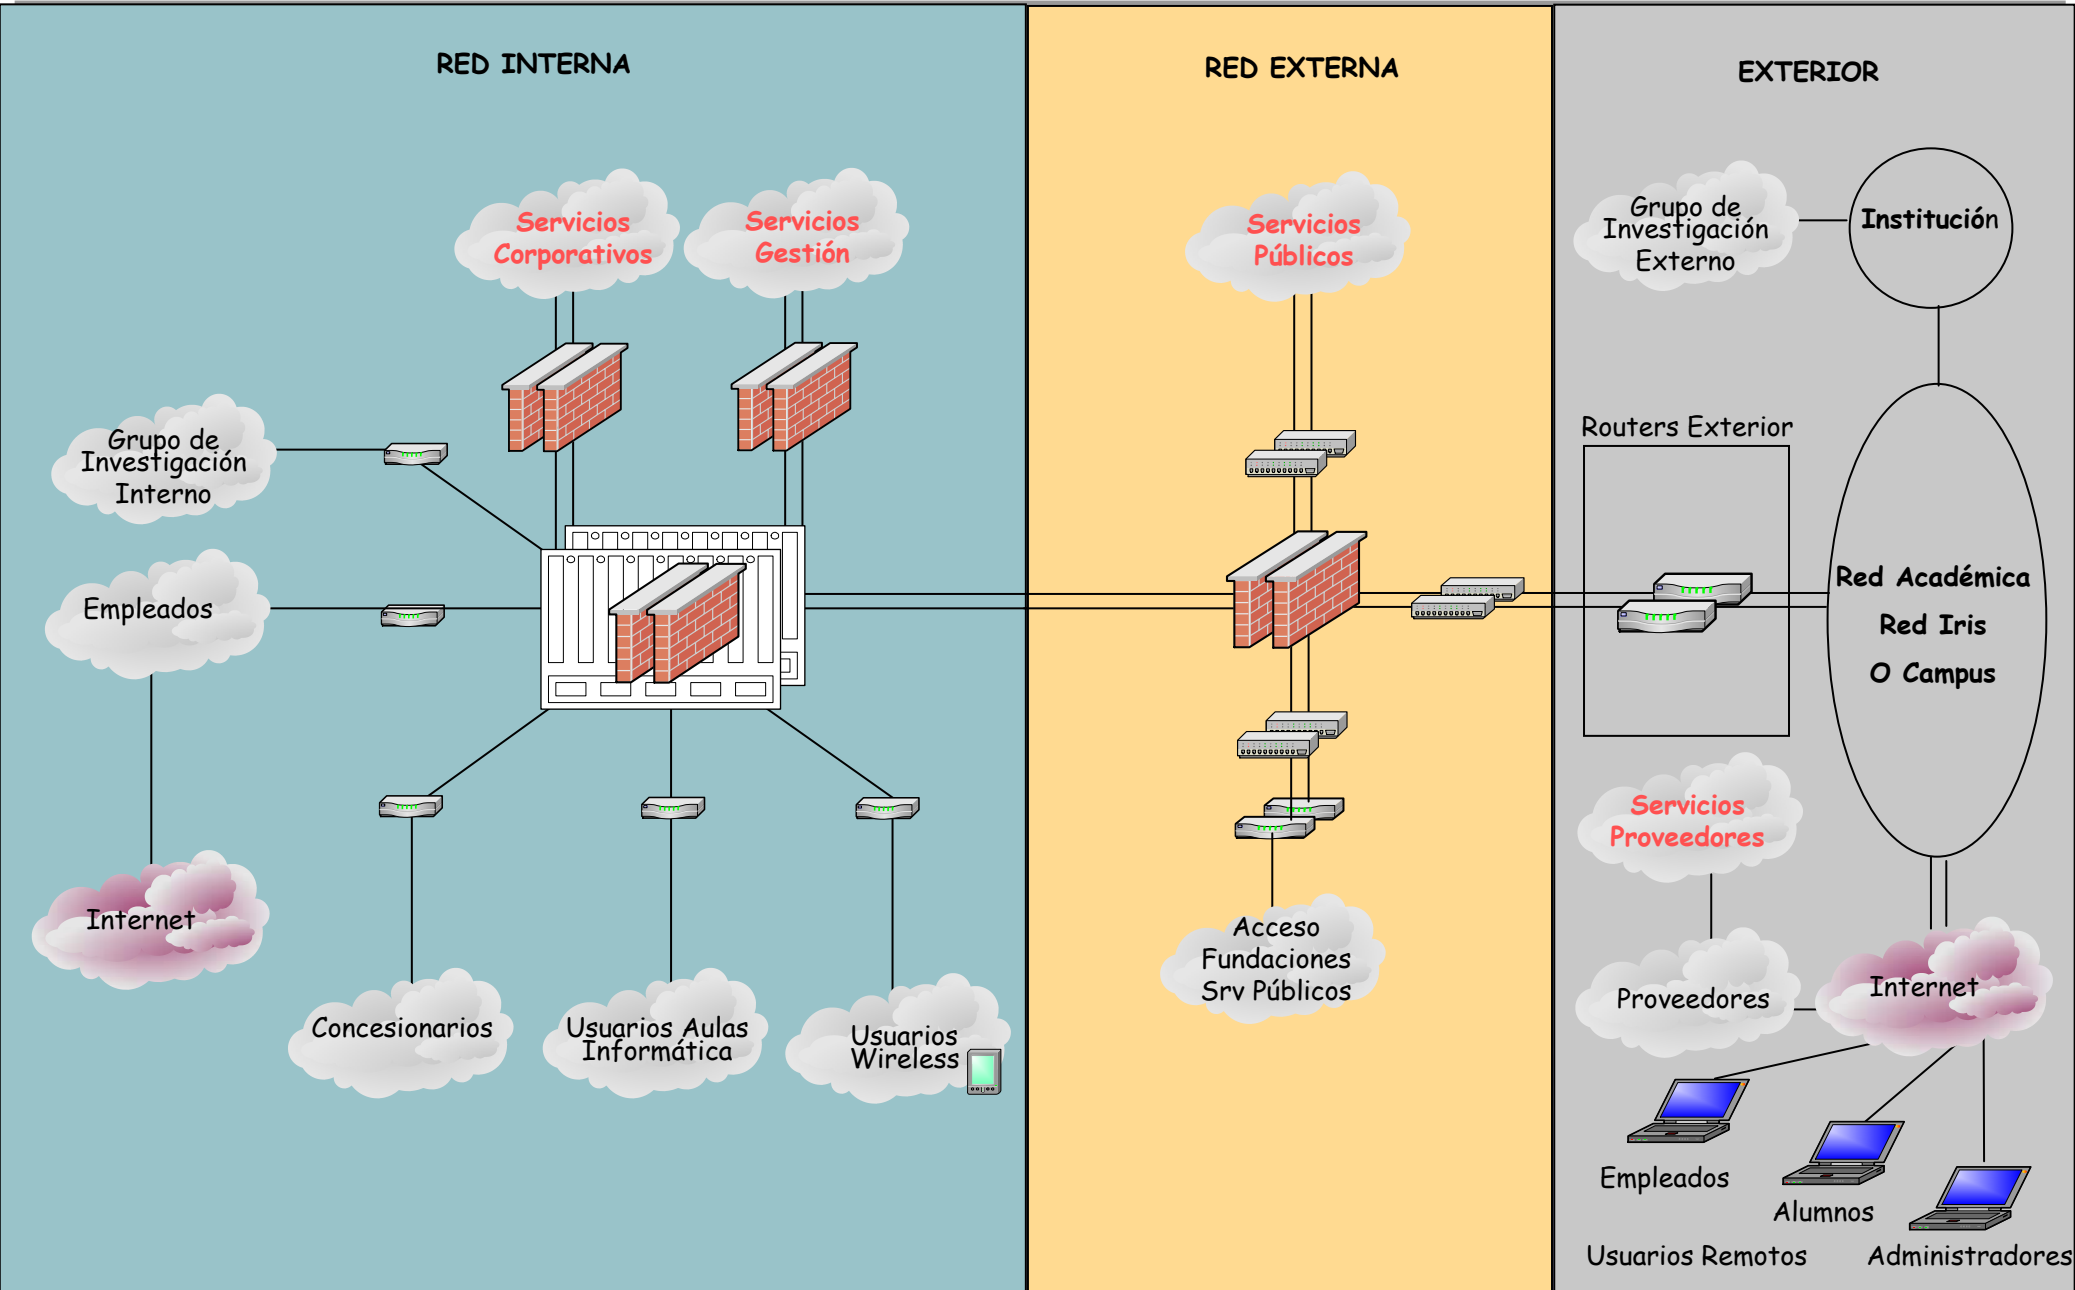 RED INTERNA
RED EXTERNA
EXTERIOR
Servicios
Corporativos
Servicios
Gestión
Servicios
Públicos
Grupo de
Investigación
Externo
Institución
Grupo de
Investigación
Interno
Routers Exterior
Empleados
Red Académica
Red Iris
O Campus
Servicios
Proveedores
Internet
Acceso
Fundaciones
Srv Públicos
Proveedores
Internet
Concesionarios
Usuarios Aulas
Informática
Usuarios
Wireless
Empleados
Alumnos
Usuarios Remotos
Administradores